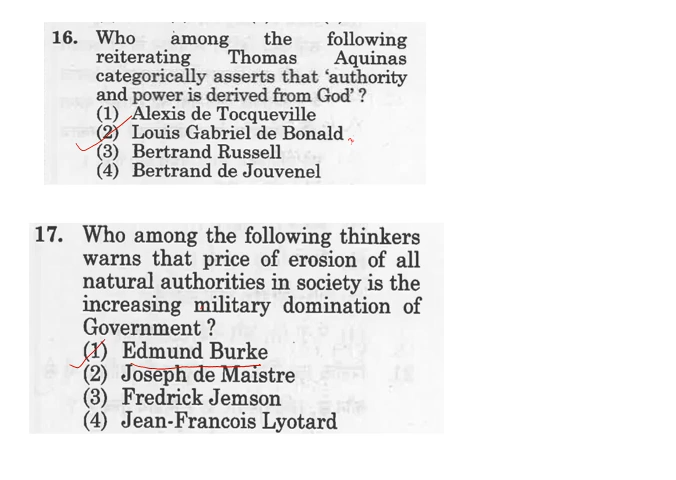 16. Who among the following
reiterating Thomas Aquinas
categorically asserts that ‘authority
and power is derived from God’ ?
(1) Alexis de Tocqueville
(2) Louis Gabriel de Bonald
(3) Bertrand Russell
(4) Bertrand de Jouvenel
17. Who among the following thinkers
warns that price of erosion of all
natural authorities in society is the
increasing military domination of
Government ?
(1) Edmund Burke
(2) Joseph de Maistre
(3) Fredrick Jemson
(4) Jean-Francois Lyotard